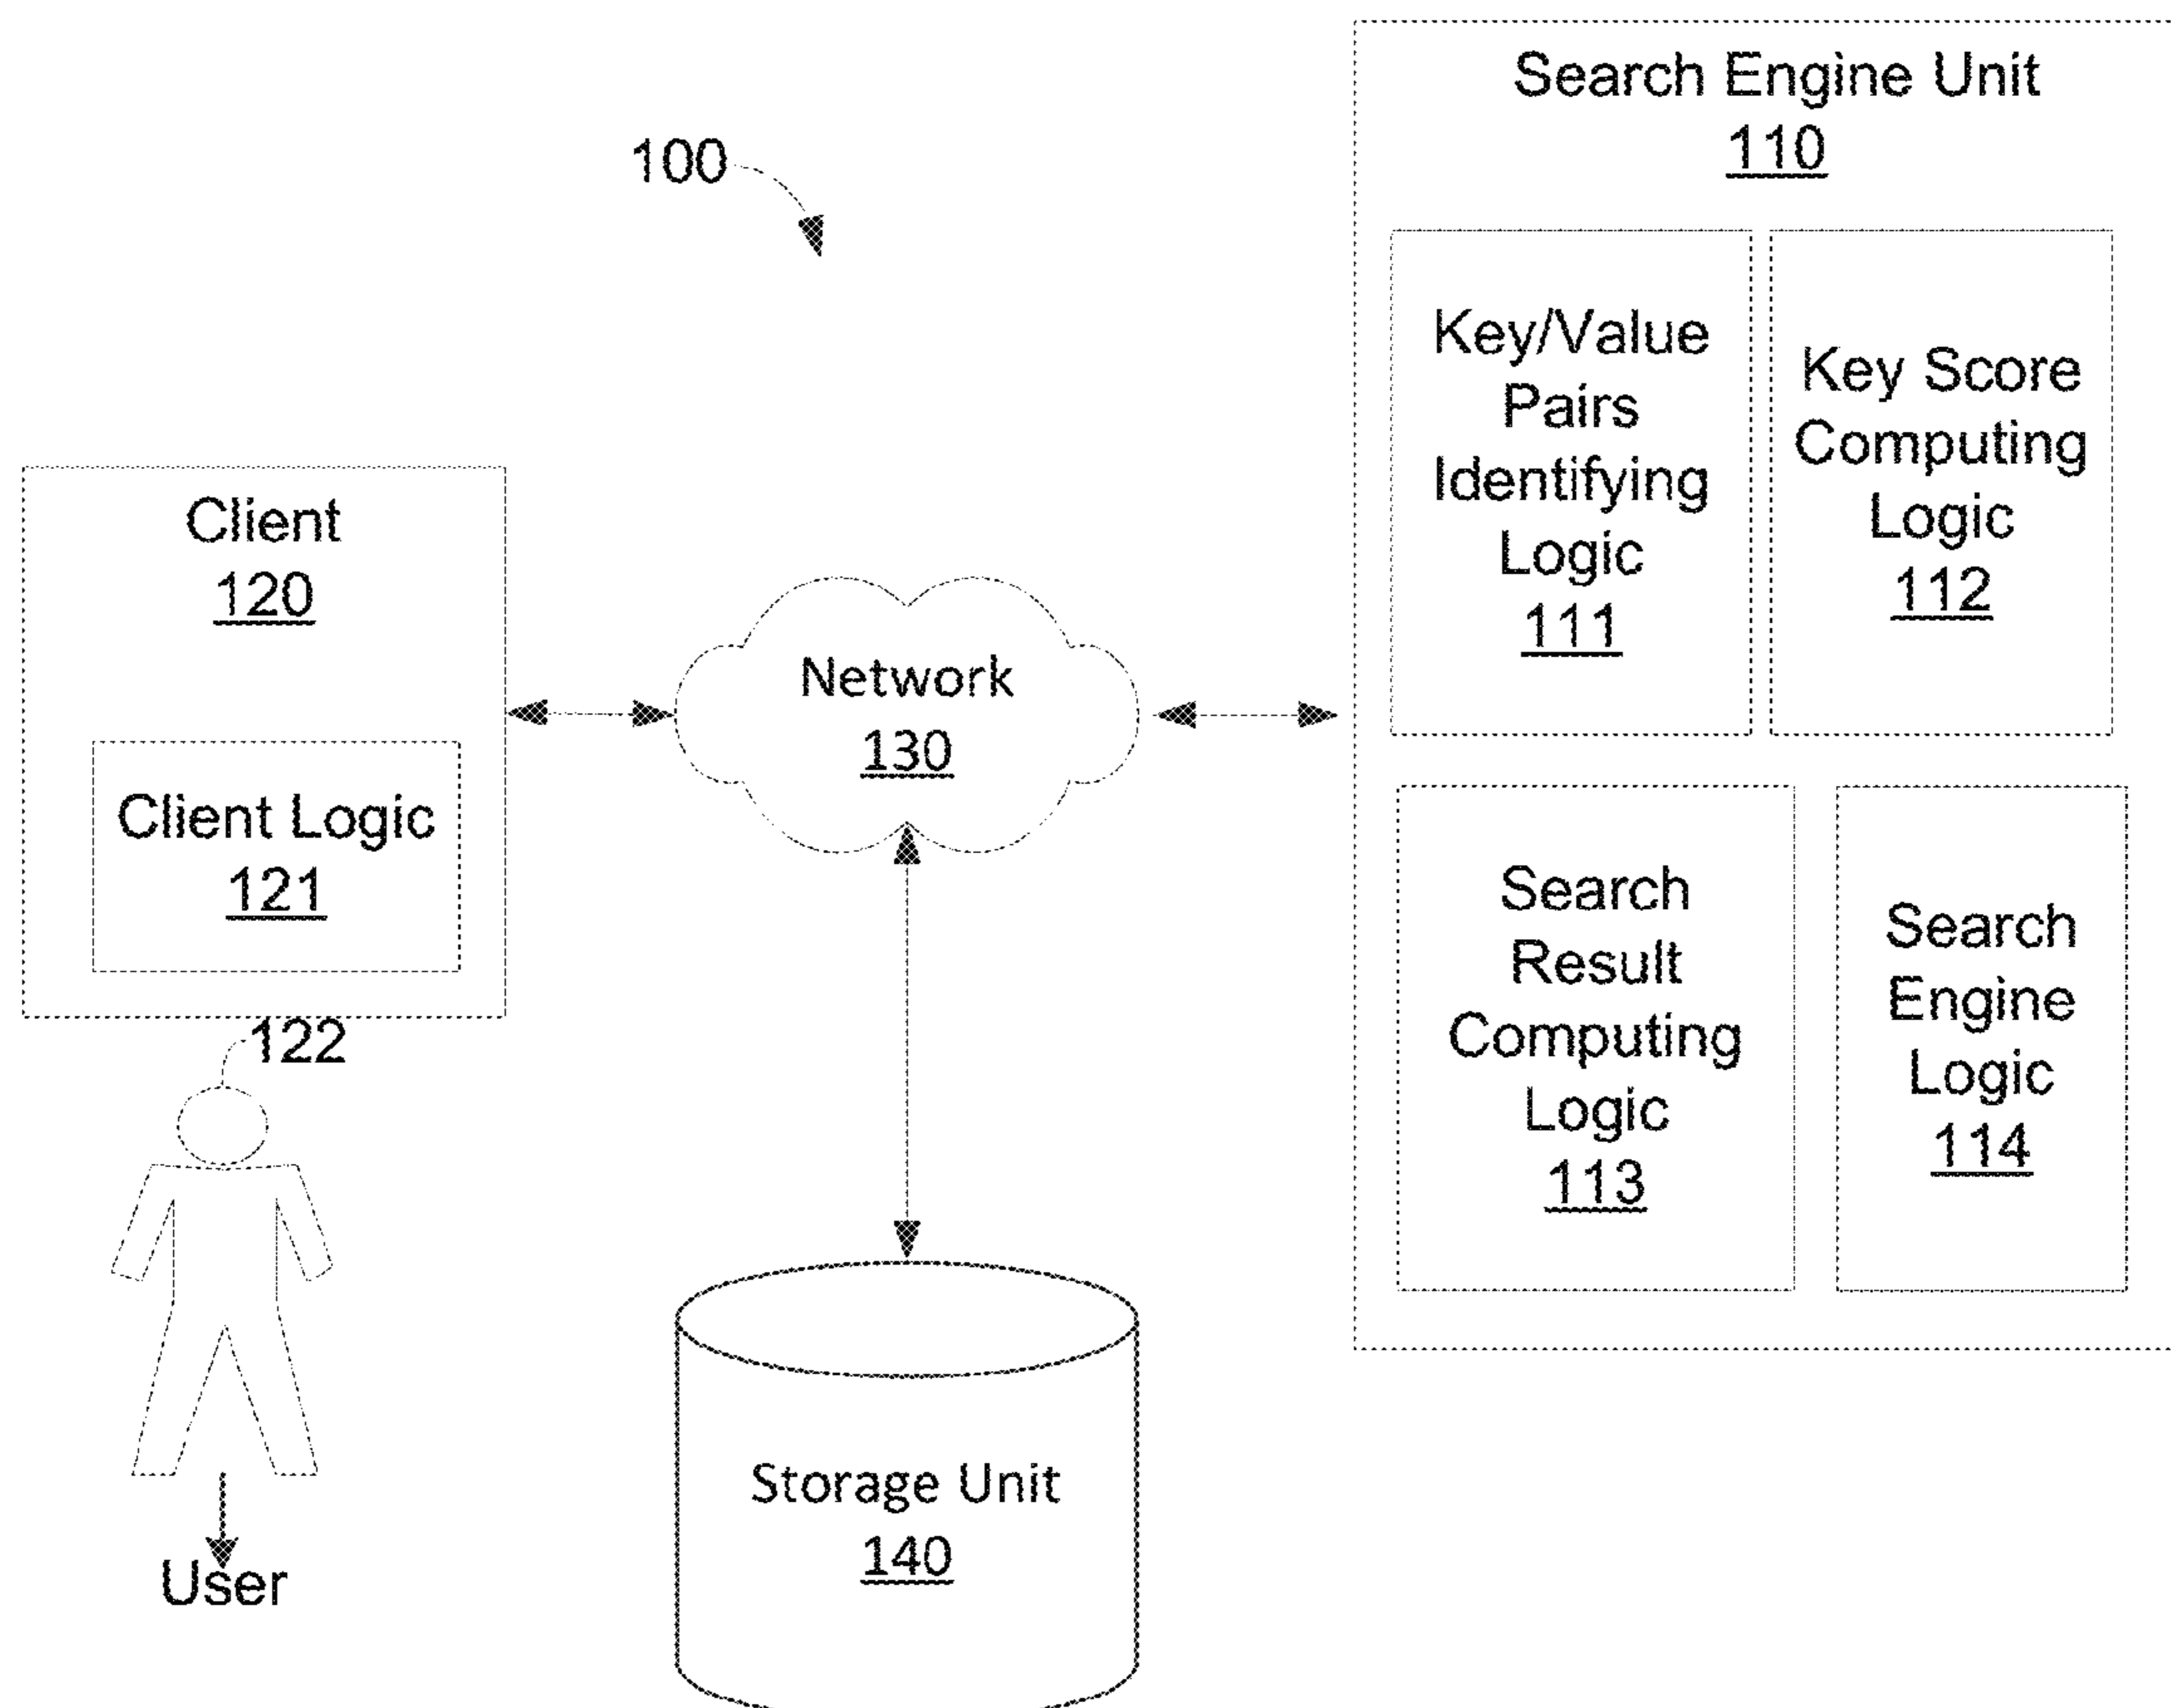 100
Search Engine Unit
110
Key/Value
Pairs
Identifying
Logic
111
Key Score
Computing
Logic
112
Client
120
Client Logic
121
122
User
Network
130
Storage Unit
140
Search
Result
Computing
Logic
113
Search
Engine
Logic
114